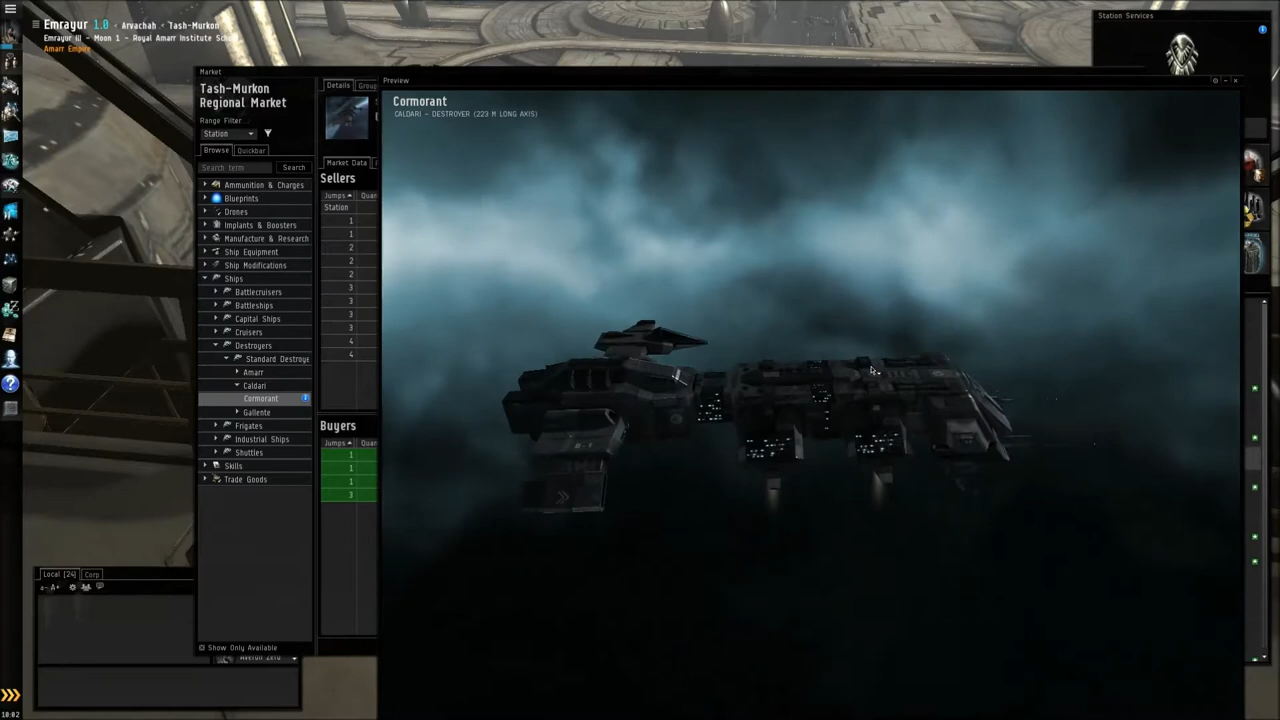 Emrayur 1.0 < Arvachah < Tash-Murkon
Emrayur III - Moon 1 - Royal Amarr Institute
Amarr Empire
Station Services
Market
Tash-Murkon
Regional Market
Range Filter
Station
Browse
Quickbar
Search term
Search
Ammunition & Charges
Blueprints
Drones
Implants & Boosters
Manufacture & Research
Ship Equipment
Ship Modifications
Ships
Battlecruisers
Battleships
Capital Ships
Cruisers
Destroyers
Standard Destroye
Amarr
Caldari
Cormorant
Gallente
Frigates
Industrial Ships
Shuttles
Skills
Trade Goods
Show Only Available
Details
Group
Market Data
Sellers
Jumps
Quan
Station
1
1
2
2
2
3
3
3
3
4
4
Buyers
Jumps
Quan
1
1
1
3
Preview
Cormorant
CALDARI - DESTROYER (223 M LONG AXIS)
Local [24]
Corp
10:02